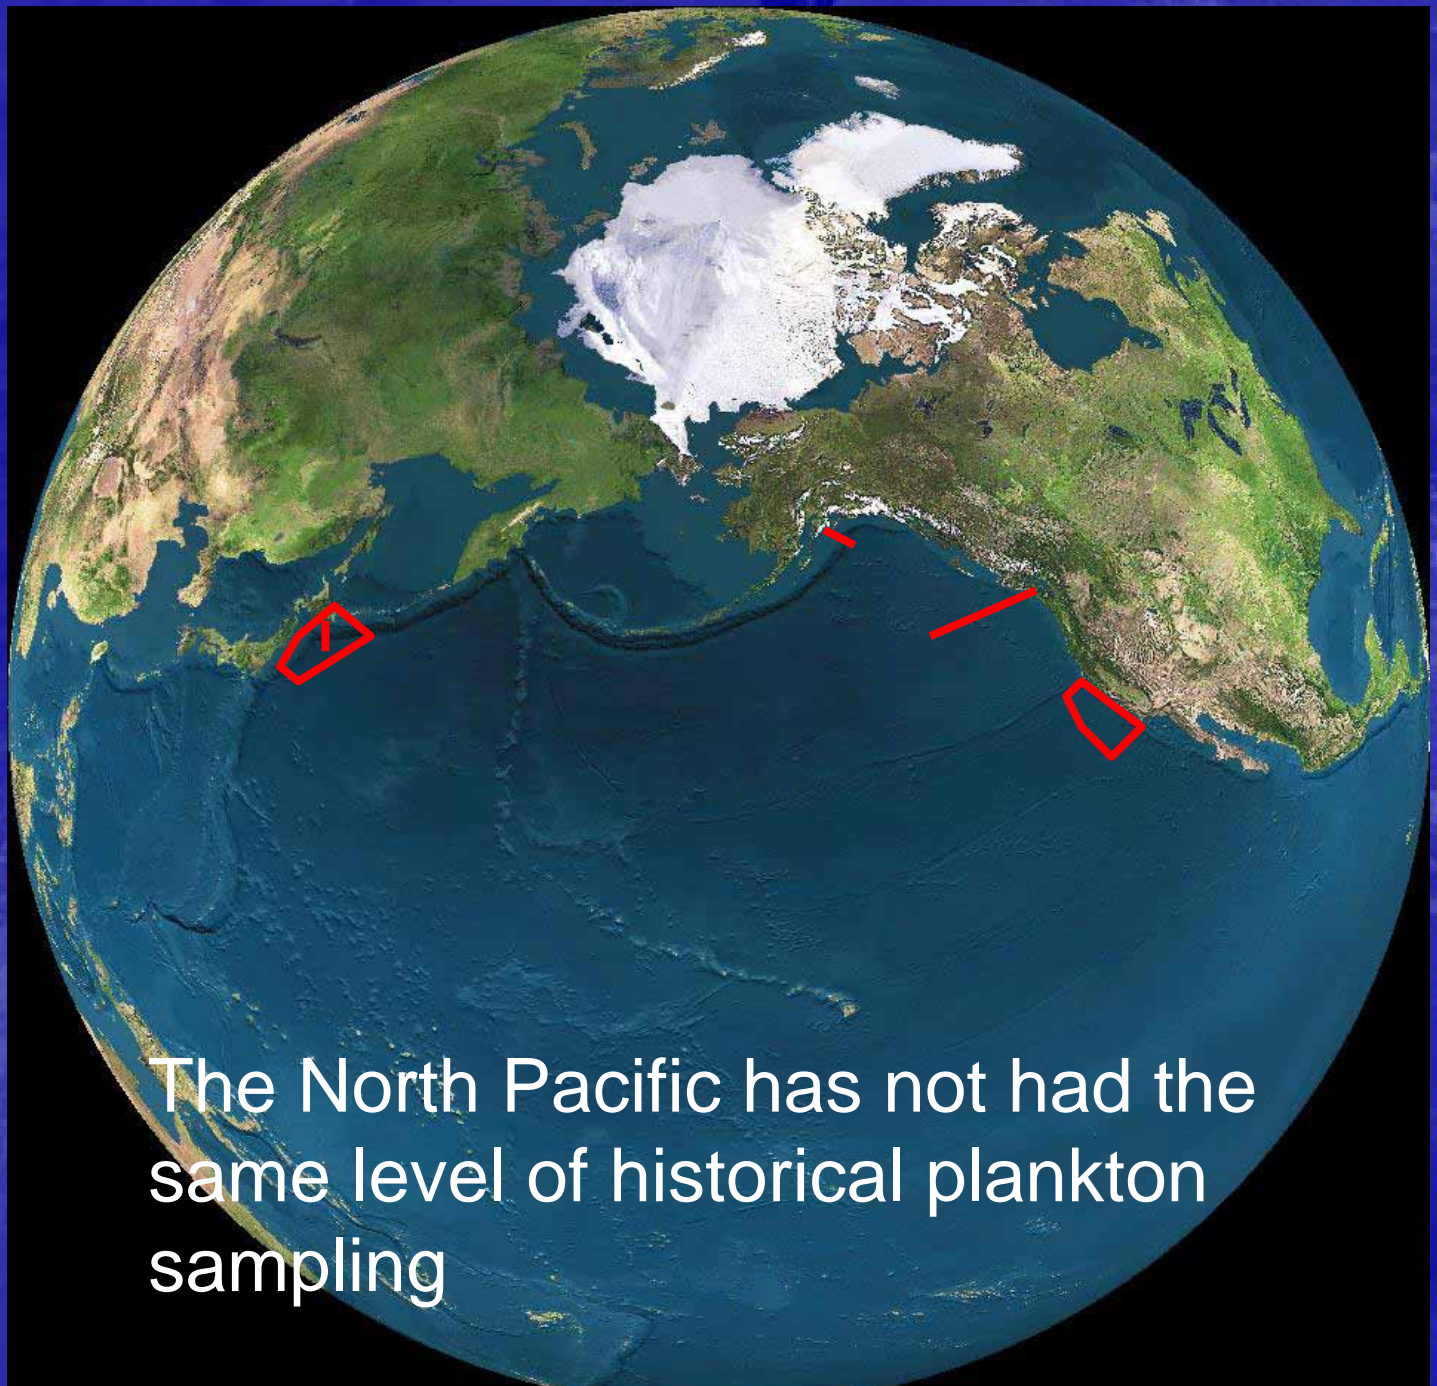 The North Pacific has not had the
same level of historical plankton
sampling